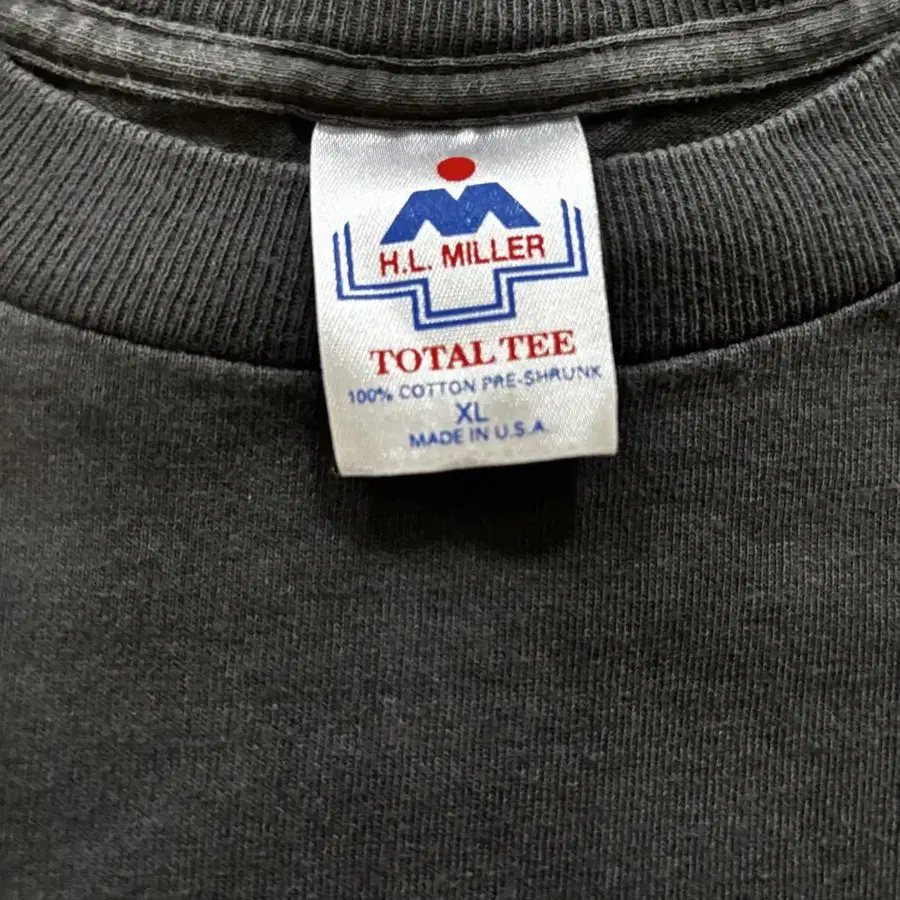 H.L. MILLER
TOTAL TEE
100% COTTON PRE-SHRUNK
XL
MADE IN U.S.A.